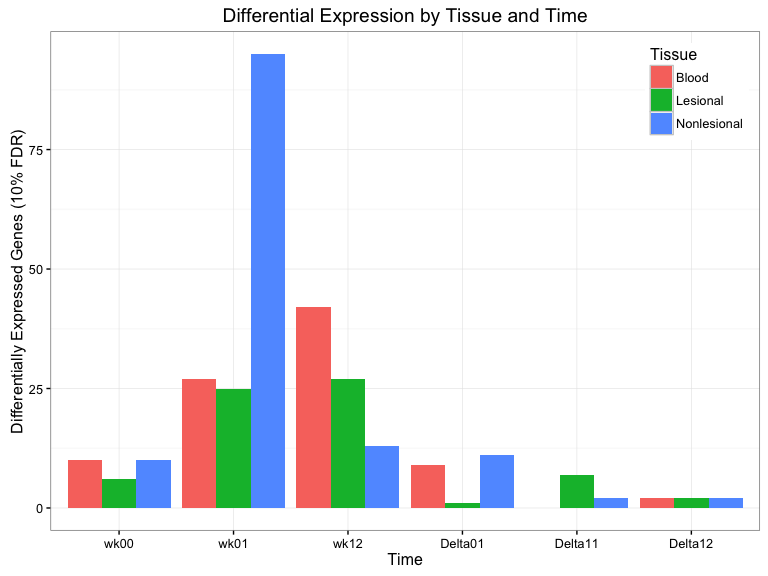 Differential Expression by Tissue and Time
Tissue
Blood
Lesional
Nonlesional
Differentially Expressed Genes (10% FDR)
75
50
25
0
wk00 wk01 wk12 Delta01 Delta11 Delta12
Time